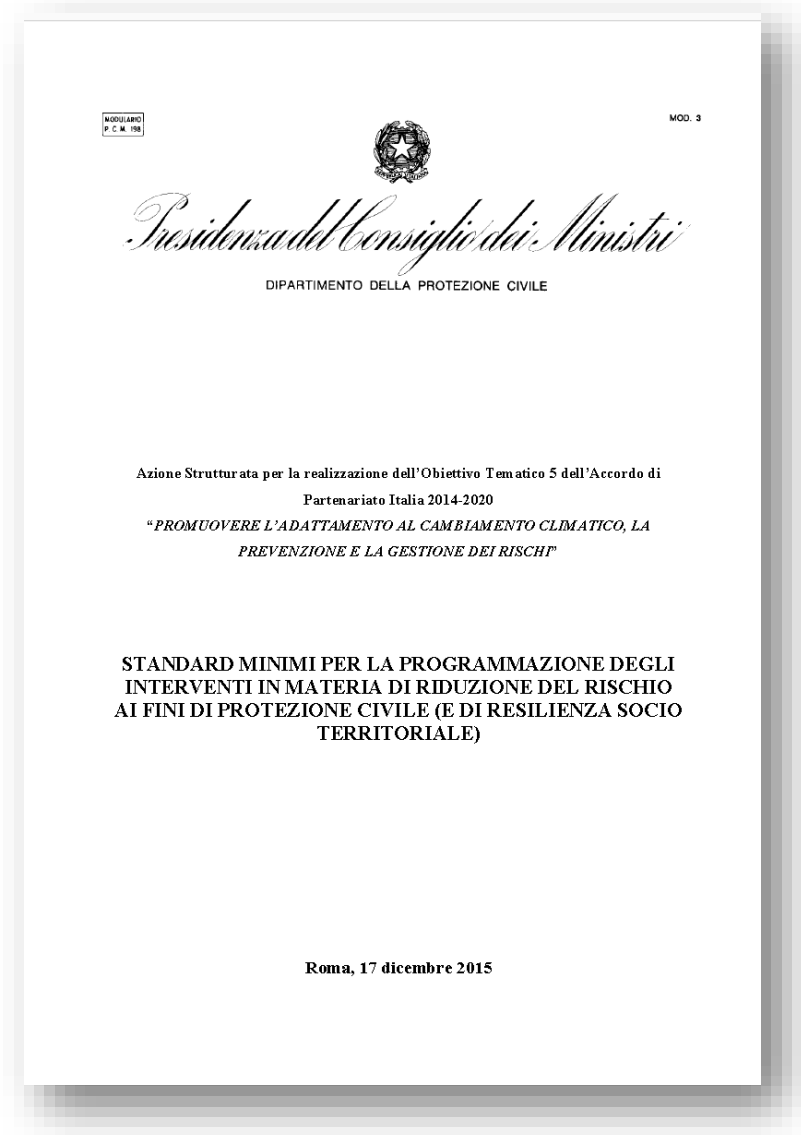 MODULARIO
P. C. M. 198
MOD. 3
Presidenza del Consiglio dei Ministri
DIPARTIMENTO DELLA PROTEZIONE CIVILE
Azione Strutturata per la realizzazione dell’Obiettivo Tematico 5 dell’Accordo di
Partenariato Italia 2014-2020
“PROMUOVERE L’ADATTAMENTO AL CAMBIAMENTO CLIMATICO, LA
PREVENZIONE E LA GESTIONE DEI RISCHI”
STANDARD MINIMI PER LA PROGRAMMAZIONE DEGLI
INTERVENTI IN MATERIA DI RIDUZIONE DEL RISCHIO
AI FINI DI PROTEZIONE CIVILE (E DI RESILIENZA SOCIO
TERRITORIALE)
Roma, 17 dicembre 2015